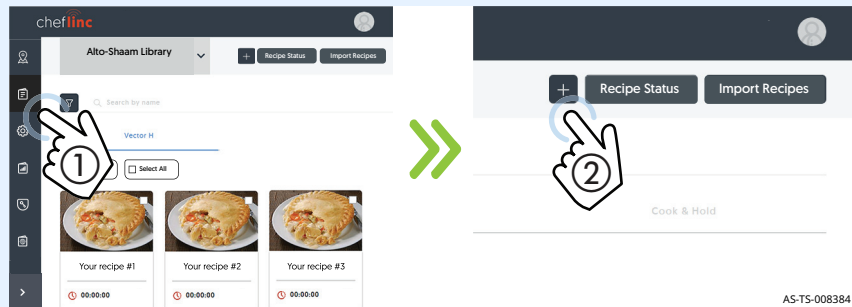 cheflinc
Alto-Shaam Library
+ Recipe Status Import Recipes
Search by name
Vector H
Select All
1
Your recipe #1 Your recipe #2 Your recipe #3
00:00:00 00:00:00 00:00:00
+ Recipe Status Import Recipes
2
Cook & Hold
AS-TS-008384